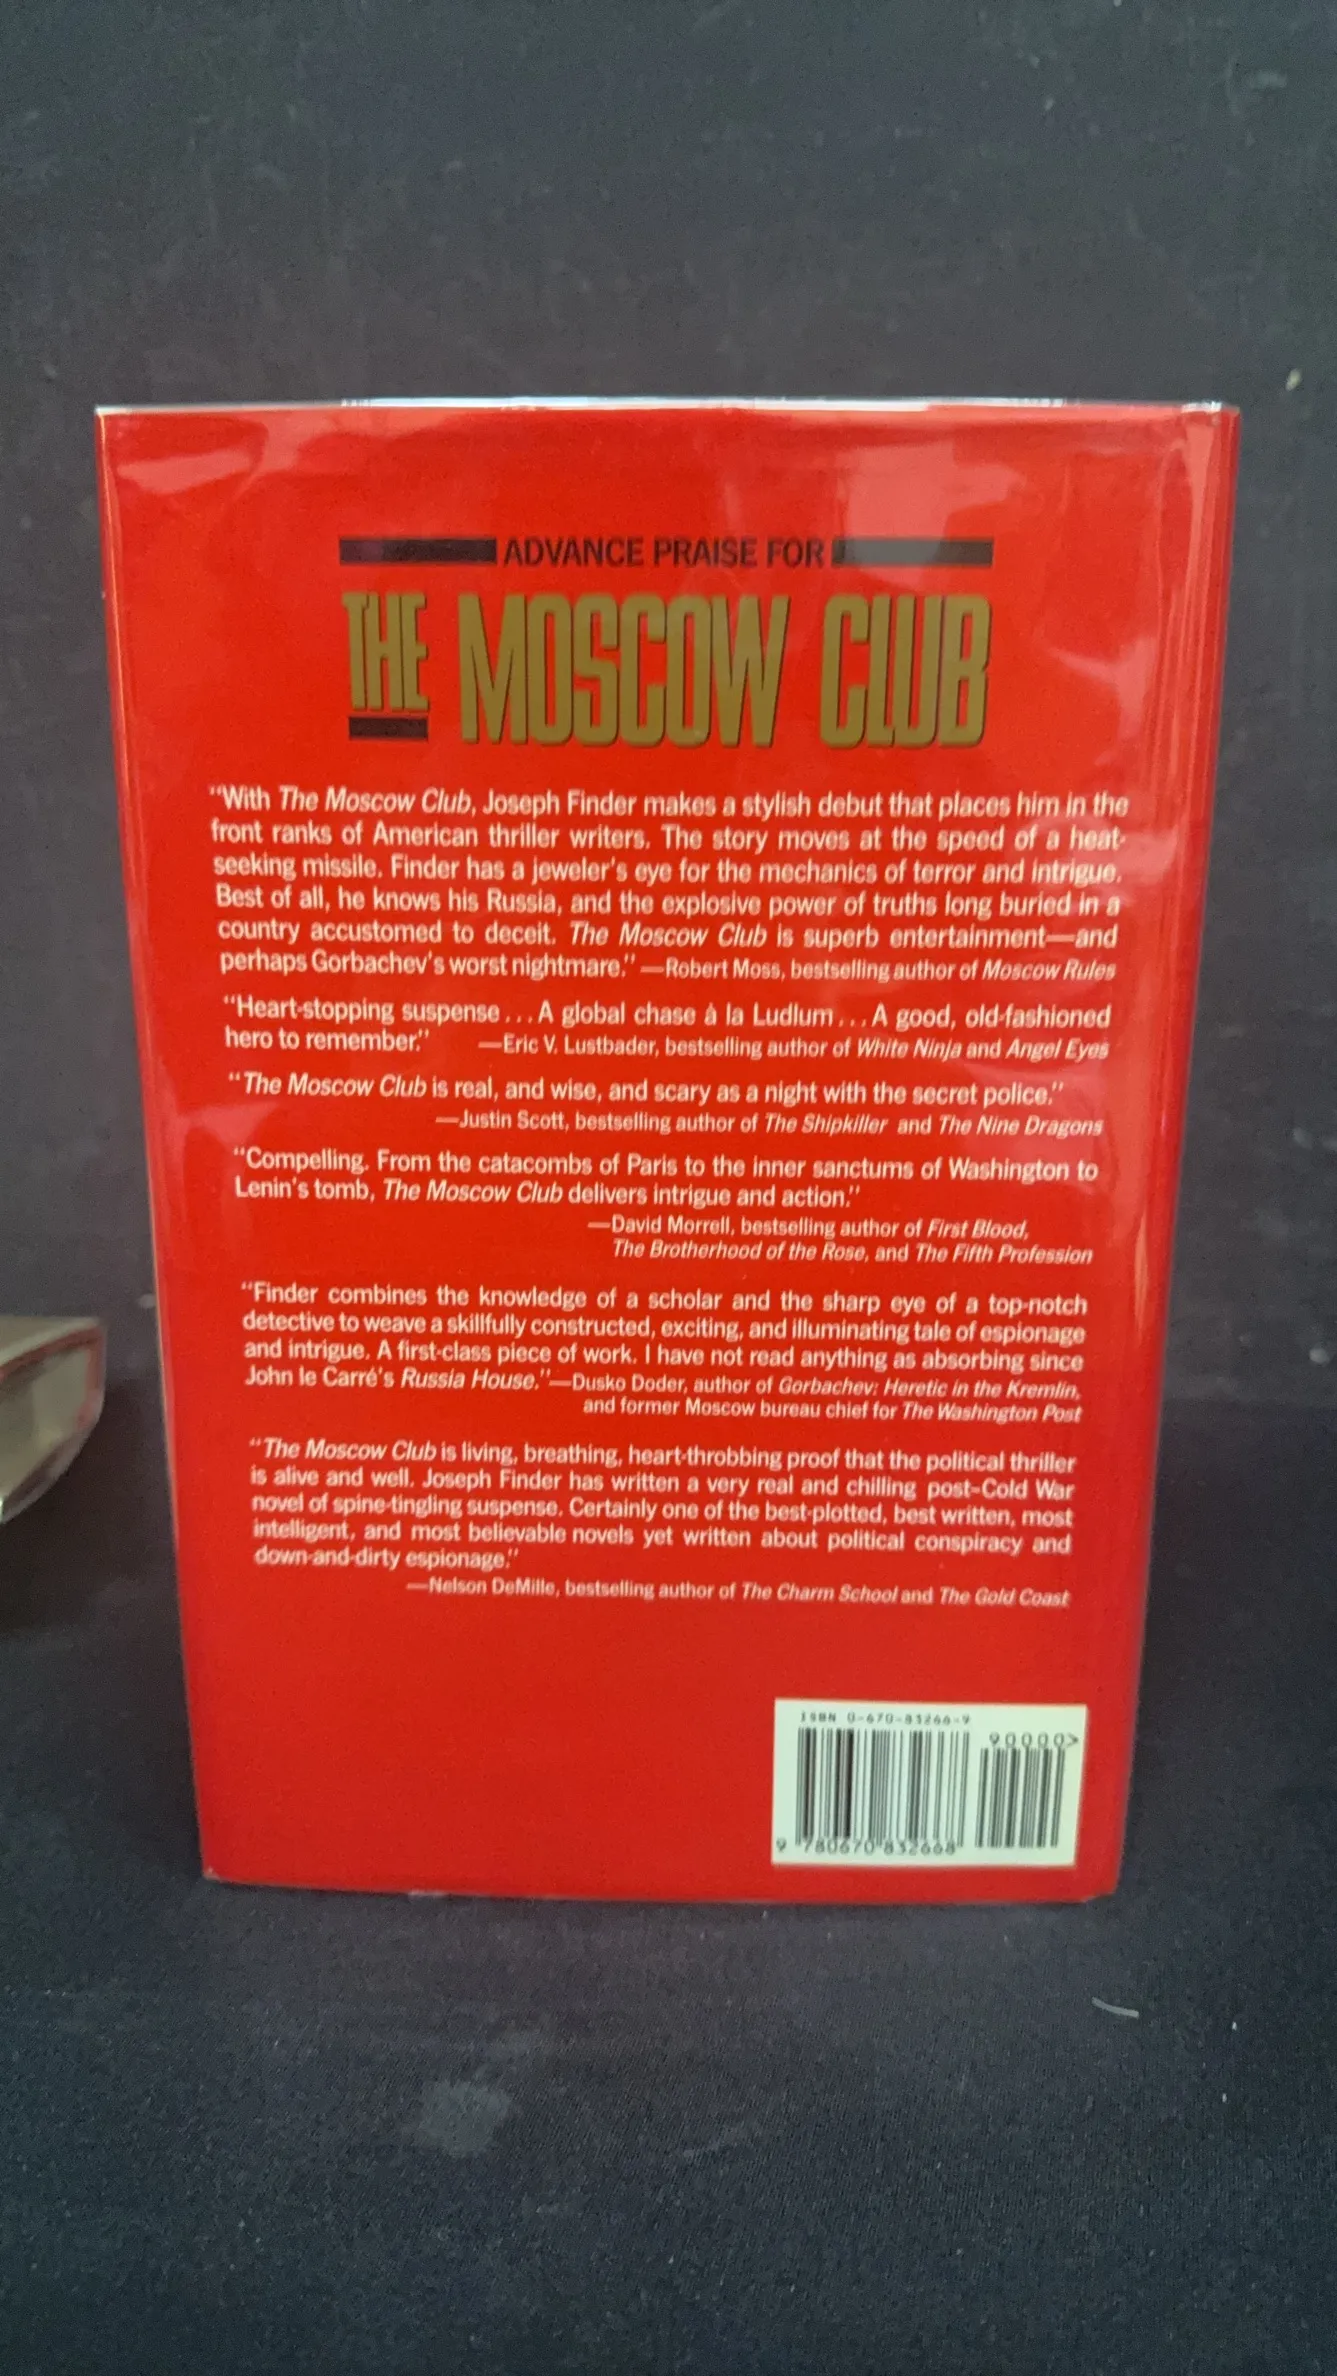 ADVANCE PRAISE FOR
THE MOSCOW CLUB
“With The Moscow Club, Joseph Finder makes a stylish debut that places him in the
front ranks of American thriller writers. The story moves at the speed of a heat-
seeking missile. Finder has a jeweler's eye for the mechanics of terror and intrigue.
Best of all, he knows his Russia, and the explosive power of truths long buried in a
country accustomed to deceit. The Moscow Club is superb entertainment—and
perhaps Gorbachev's worst nightmare.” —Robert Moss, bestselling author of Moscow Rules
“Heart-stopping suspense...A global chase à la Ludlum...A good, old-fashioned
hero to remember.” —Eric V. Lustbader, bestselling author of White Ninja and Angel Eyes
“The Moscow Club is real, and wise, and scary as a night with the secret police.”
—Justin Scott, bestselling author of The Shipkiller and The Nine Dragons
“Compelling. From the catacombs of Paris to the inner sanctums of Washington to
Lenin's tomb, The Moscow Club delivers intrigue and action.”
—David Morrell, bestselling author of First Blood,
The Brotherhood of the Rose, and The Fifth Profession
“Finder combines the knowledge of a scholar and the sharp eye of a top-notch
detective to weave a skillfully constructed, exciting, and illuminating tale of espionage
and intrigue. A first-class piece of work. I have not read anything as absorbing since
John le Carré's Russia House.”—Dusko Doder, author of Gorbachev: Heretic in the Kremlin,
and former Moscow bureau chief for The Washington Post
“The Moscow Club is living, breathing, heart-throbbing proof that the political thriller
is alive and well. Joseph Finder has written a very real and chilling post-Cold War
novel of spine-tingling suspense. Certainly one of the best-plotted, best written, most
intelligent, and most believable novels yet written about political conspiracy and
down-and-dirty espionage.”
—Nelson DeMille, bestselling author of The Charm School and The Gold Coast
ISBN 0-670-83266-9
90000>
9 780670 832668